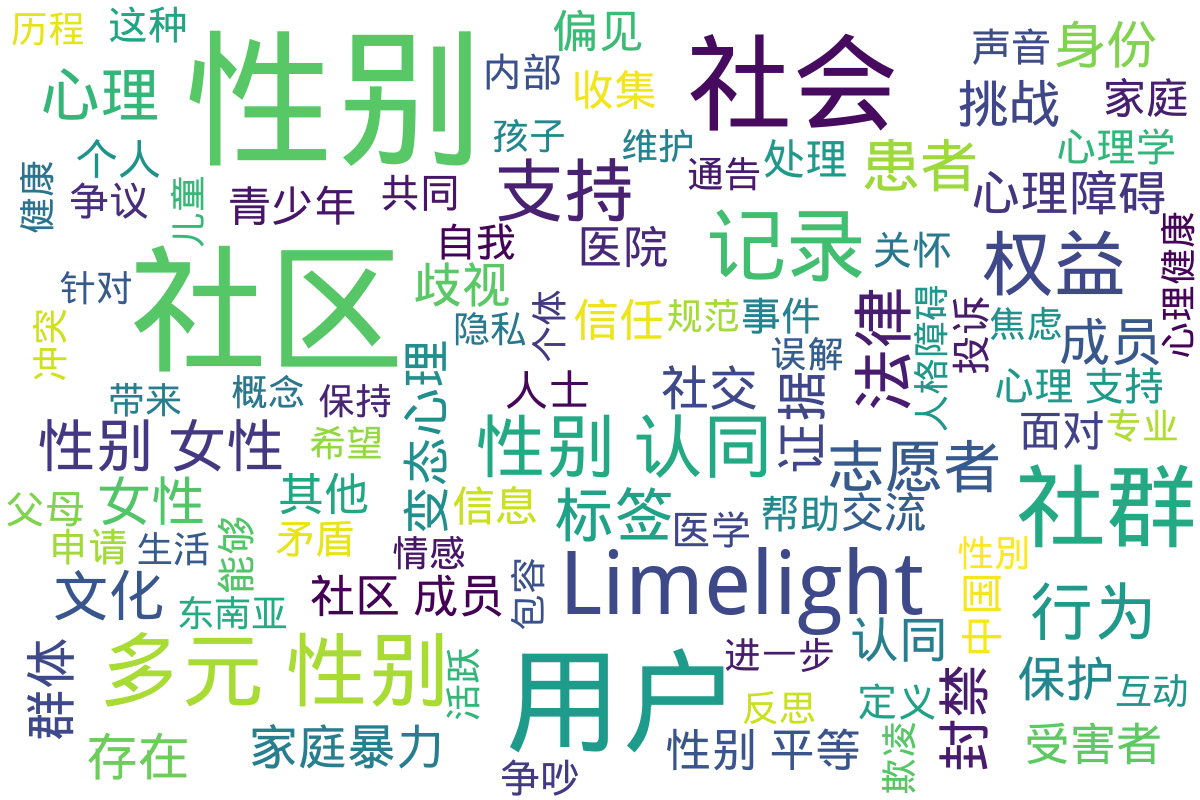 历程
这种
性别
偏见
社会
声音
身份
心理
内部
收集
挑战
家庭
孩子
维护
个人
支持
通告
处理
患者
心理学
健康
争议
儿童
青少年
共同
记录
心理障碍
自我
医院
关怀
权益
心理健康
社区
歧视
针对
隐私
个体
信任
规范
事件
法律
人格障碍
投诉
焦虑
成员
冲突
误解
带来
概念
保持
变态心理
人士
社交
证据
心理 支持
性别 女性
希望
性别 认同
志愿者
面对
专业
父母
女性
其他
信息
标签
医学
帮助
交流
社群
申请
生活
能够
矛盾
情感
包容
Limelight
性別
中国
文化
东南亚
社区 成员
行为
群体
多元 性别
活跃
用户
进一步
认同
封禁
保护
互动
存在
家庭暴力
争吵
反思
性别 平等
定义
欺凌
受害者